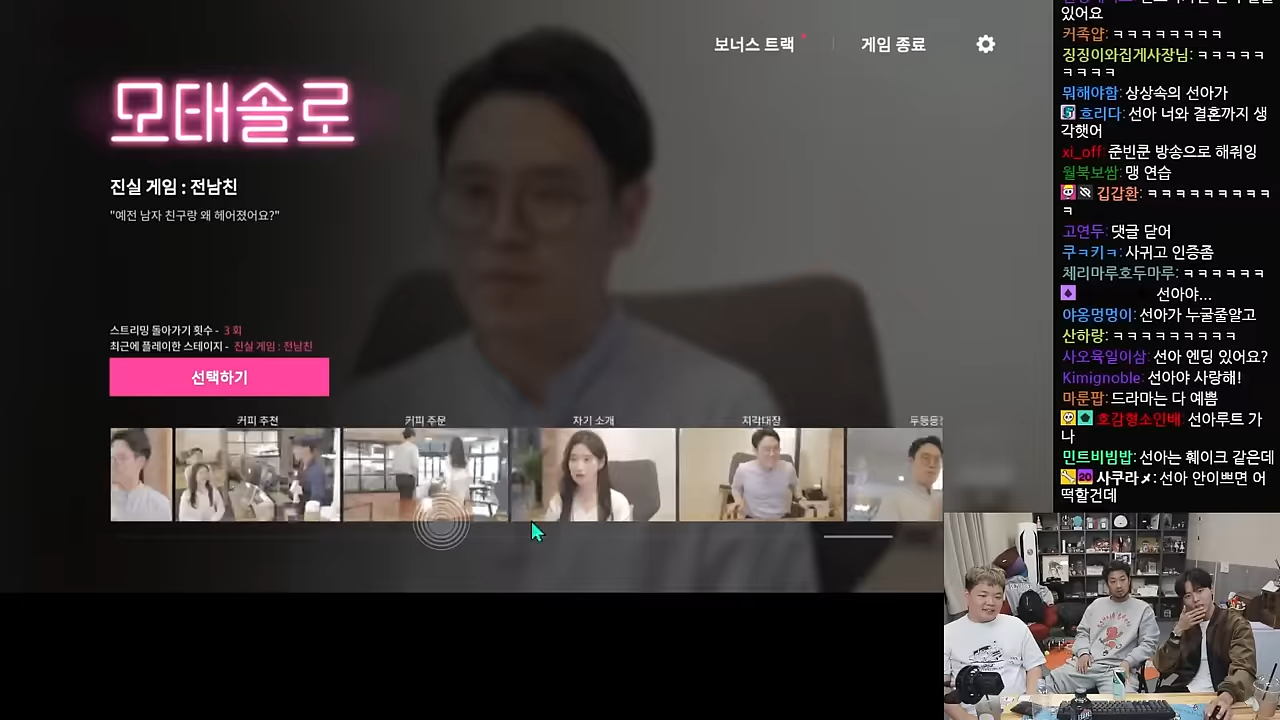 보너스 트랙
게임 종료
모태솔로
진실 게임 : 전남친
"예전 남자 친구랑 왜 헤어졌어요?"
스트리밍 돌아가기 횟수 - 3 회
최근에 플레이한 스테이지 - 진실 게임 : 전남친
선택하기
커피 추천
커피 주문
자기 소개
지각대장
있어요
커족얍: ㅋㅋㅋㅋㅋㅋㅋㅋ
징징이와집게사장님: ㅋㅋㅋㅋㅋ
ㅋㅋㅋㅋ
뭐해야함: 상상속의 선아가
흐리다: 선아 너와 결혼까지 생
각했어
xi_off: 준빈쿤 방송으로 해줘잉
월북보쌈: 맹 연습
김갑환: ㅋㅋㅋㅋㅋㅋㅋㅋㅋ
ㅋ
고연두: 댓글 닫어
쿠ㅋ키ㅋ: 사귀고 인증좀
체리마루호두마루: ㅋㅋㅋㅋㅋㅋ
선아야...
야옹멍멍이: 선아가 누굴줄알고
산하랑: ㅋㅋㅋㅋㅋㅋㅋㅋㅋ
사오육일이삼: 선아 엔딩 있어요?
Kimignoble: 선아야 사랑해!
마룬팝: 드라마는 다 예쁨
호감형소인배: 선아루트 가
나
민트비빔밥: 선아는 훼이크 같은데
20 사쿠라〆: 선아 안이쁘면 어
떡할건데